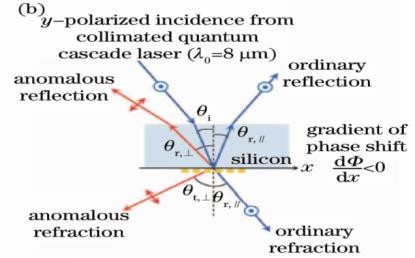 (b)
y-polarized incidence from
collimated quantum
cascade laser (λ₀=8 μm)
anomalous
reflection
ordinary
reflection
θᵢ
θr,⊥
θr,//
silicon
x
gradient of
phase shift
dΦ/dx<0
θt,⊥
θr,//
anomalous
refraction
ordinary
refraction